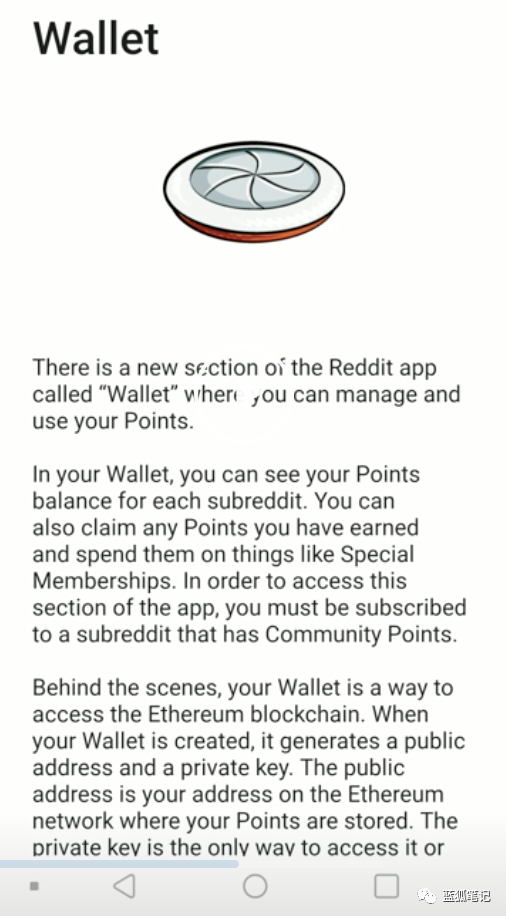 Wallet
There is a new section of the Reddit app
called “Wallet” where you can manage and
use your Points.
In your Wallet, you can see your Points
balance for each subreddit. You can
also claim any Points you have earned
and spend them on things like Special
Memberships. In order to access this
section of the app, you must be subscribed
to a subreddit that has Community Points.
Behind the scenes, your Wallet is a way to
access the Ethereum blockchain. When
your Wallet is created, it generates a public
address and a private key. The public
address is your address on the Ethereum
network where your Points are stored. The
private key is the only way to access it or
蓝狐笔记